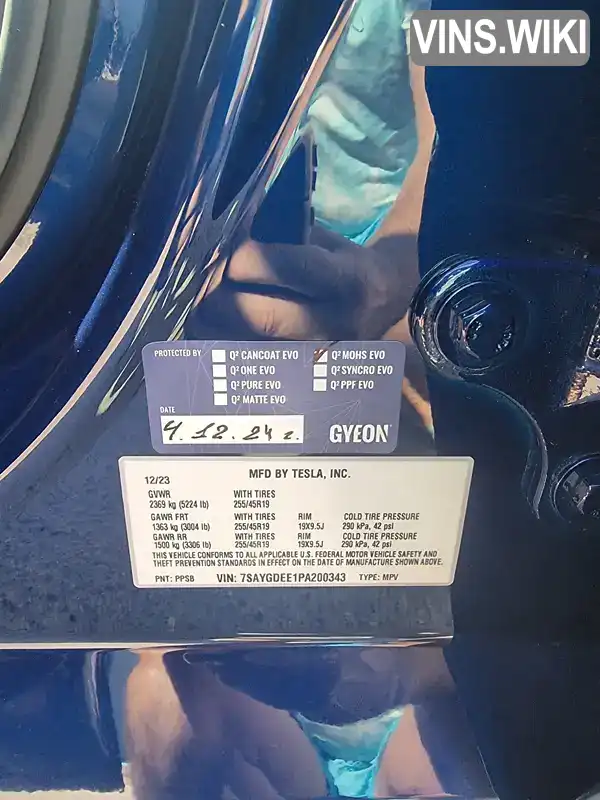 VINS.WIKI
PROTECTED BY
Q² CANCOAT EVO
Q² MOHS EVO
Q² ONE EVO
Q² SYNCRO EVO
Q² PURE EVO
Q² PPF EVO
Q² MATTE EVO
DATE
4. 12. 24 г.
GYEON
12/23 MFD BY TESLA, INC.
GVWR WITH TIRES
2369 kg (5224 lb) 255/45R19
GAWR FRT WITH TIRES RIM COLD TIRE PRESSURE
1363 kg (3004 lb) 255/45R19 19X9.5J 290 kPa, 42 psi
GAWR RR WITH TIRES RIM COLD TIRE PRESSURE
1500 kg (3306 lb) 255/45R19 19X9.5J 290 kPa, 42 psi
THIS VEHICLE CONFORMS TO ALL APPLICABLE U.S. FEDERAL MOTOR VEHICLE SAFETY AND
THEFT PREVENTION STANDARDS IN EFFECT ON THE DATE OF MANUFACTURE SHOWN ABOVE.
PNT: PPSB VIN: 7SAYGDEE1PA200343 TYPE: MPV